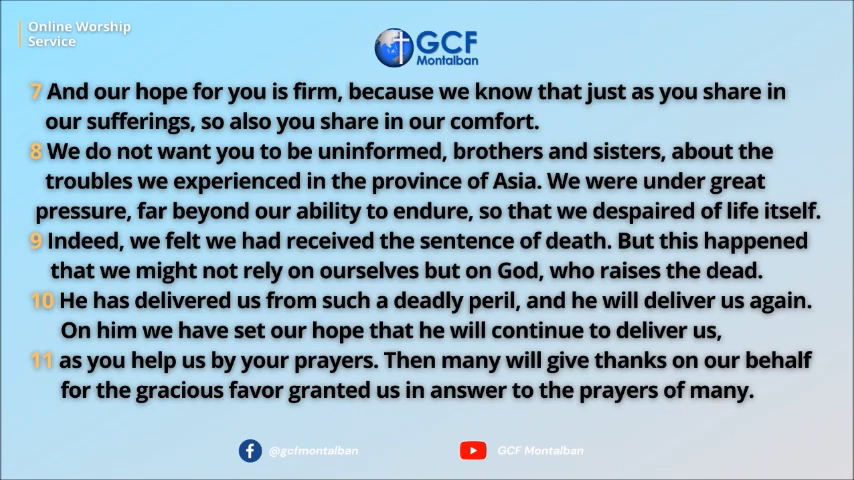 Online Worship
Service
GCF
Montalban
7 And our hope for you is firm, because we know that just as you share in
our sufferings, so also you share in our comfort.
8 We do not want you to be uninformed, brothers and sisters, about the
troubles we experienced in the province of Asia. We were under great
pressure, far beyond our ability to endure, so that we despaired of life itself.
9 Indeed, we felt we had received the sentence of death. But this happened
that we might not rely on ourselves but on God, who raises the dead.
10 He has delivered us from such a deadly peril, and he will deliver us again.
On him we have set our hope that he will continue to deliver us,
11 as you help us by your prayers. Then many will give thanks on our behalf
for the gracious favor granted us in answer to the prayers of many.
@gcfmontalban
GCF Montalban